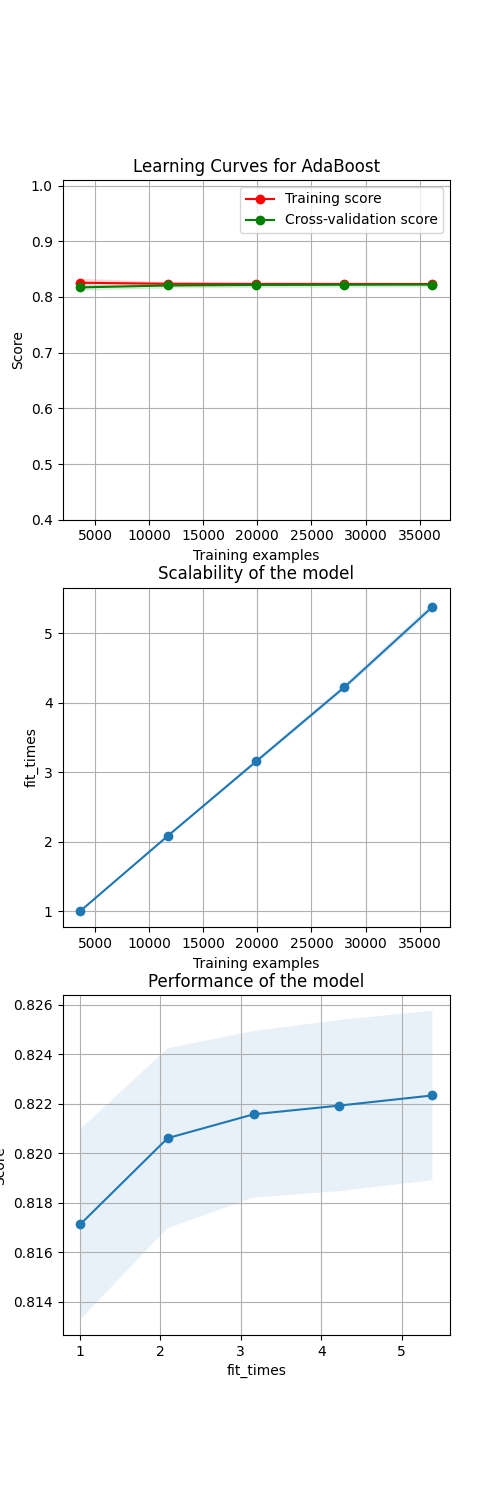 Learning Curves for AdaBoost
1.0
0.9
0.8
0.7
0.6
0.5
0.4
Score
Training score
Cross-validation score
5000 10000 15000 20000 25000 30000 35000
Training examples
Scalability of the model
5
4
3
2
1
fit_times
5000 10000 15000 20000 25000 30000 35000
Training examples
Performance of the model
0.826
0.824
0.822
0.820
0.818
0.816
0.814
Score
1 2 3 4 5
fit_times